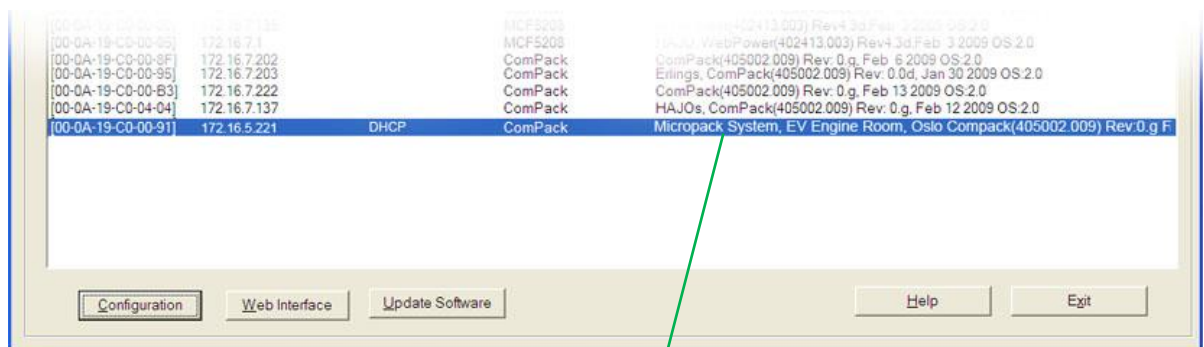 MCF5208
[00-0A-19-C0-00-05] 172.16.7.1 MCF5208 WebPower(402413.003) Rev4.3d,Feb 3 2009 OS:2.0
[00-0A-19-C0-00-8F] 172.16.7.202 ComPack ComPack(405002.009) Rev: 0.g, Feb 6 2009 OS:2.0
[00-0A-19-C0-00-95] 172.16.7.203 ComPack Erlings, ComPack(405002.009) Rev: 0.0d, Jan 30 2009 OS:2.0
[00-0A-19-C0-00-B3] 172.16.7.222 ComPack ComPack(405002.009) Rev: 0.g, Feb 13 2009 OS:2.0
[00-0A-19-C0-04-04] 172.16.7.137 ComPack HAJOs, ComPack(405002.009) Rev: 0.g, Feb 12 2009 OS:2.0
[00-0A-19-C0-00-91] 172.16.5.221 DHCP ComPack Micropack System, EV Engine Room, Oslo Compack(405002.009) Rev:0.g F
Configuration Web Interface Update Software Help Exit